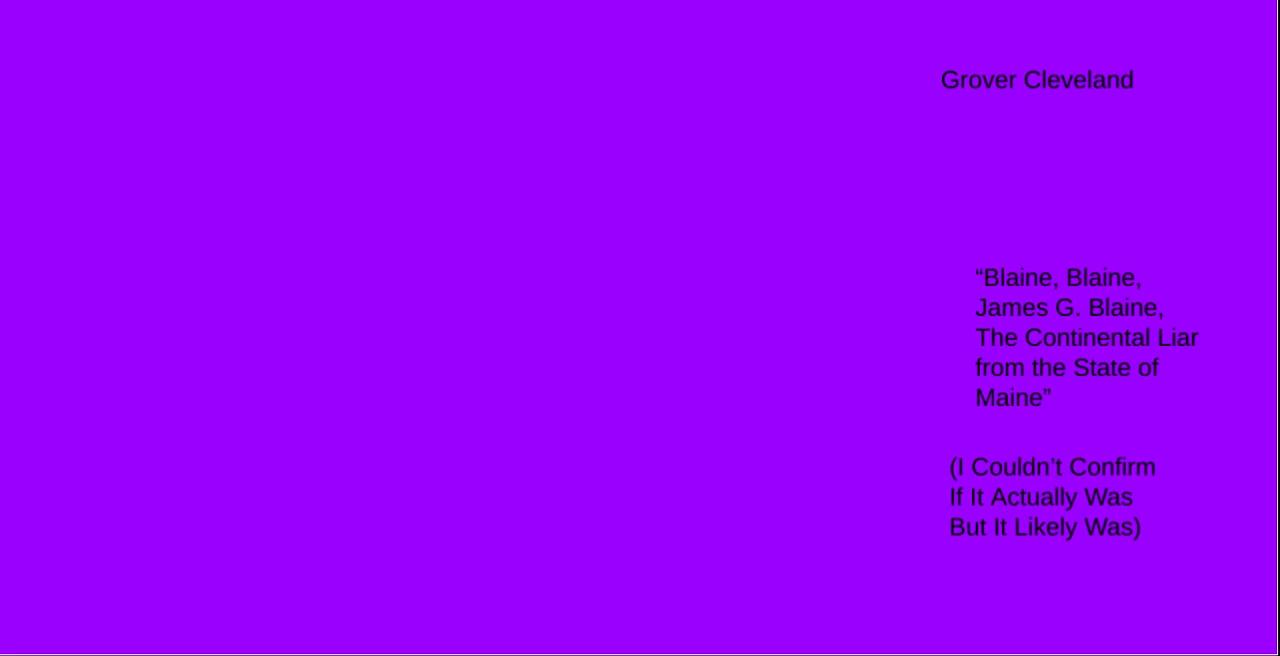 Grover Cleveland
“Blaine, Blaine,
James G. Blaine,
The Continental Liar
from the State of
Maine”
(I Couldn’t Confirm
If It Actually Was
But It Likely Was)